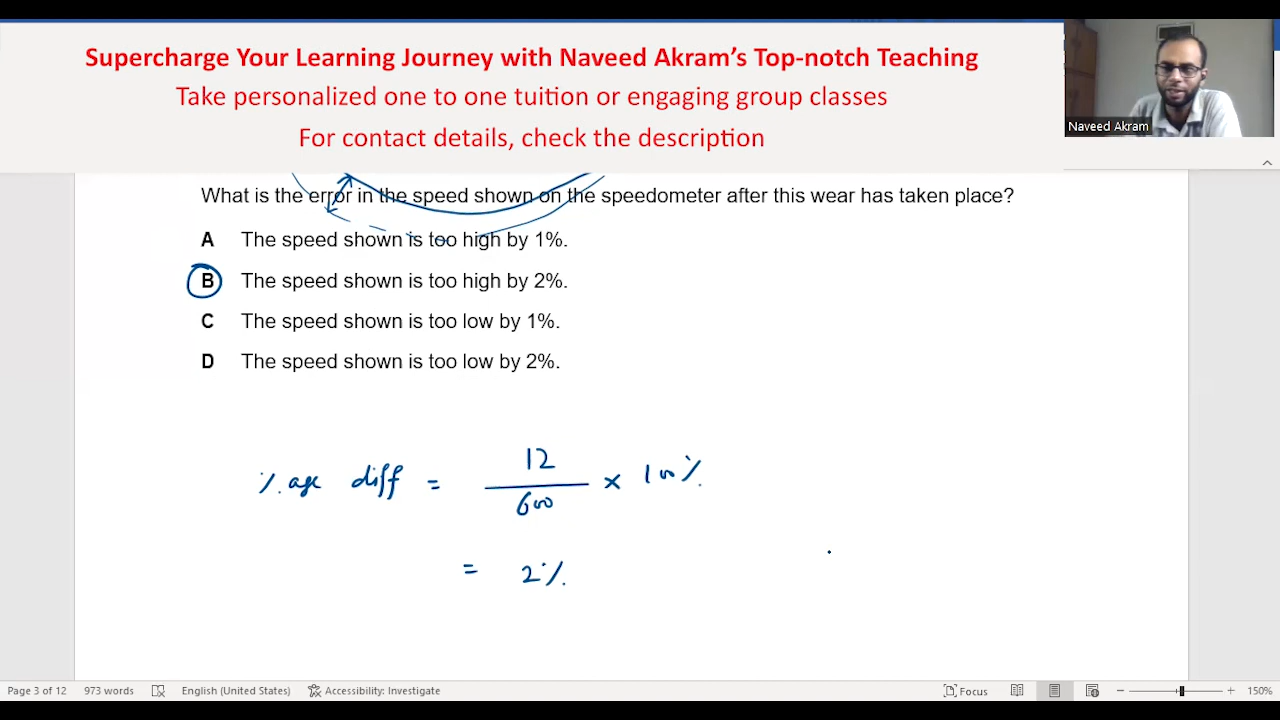 Supercharge Your Learning Journey with Naveed Akram’s Top-notch Teaching
Take personalized one to one tuition or engaging group classes
For contact details, check the description
Naveed Akram
What is the error in the speed shown on the speedometer after this wear has taken place?
A The speed shown is too high by 1%.
B The speed shown is too high by 2%.
C The speed shown is too low by 1%.
D The speed shown is too low by 2%.
% age diff = 12/600 × 100%
= 2%
Page 3 of 12 973 words English (United States) Accessibility: Investigate Focus 150%